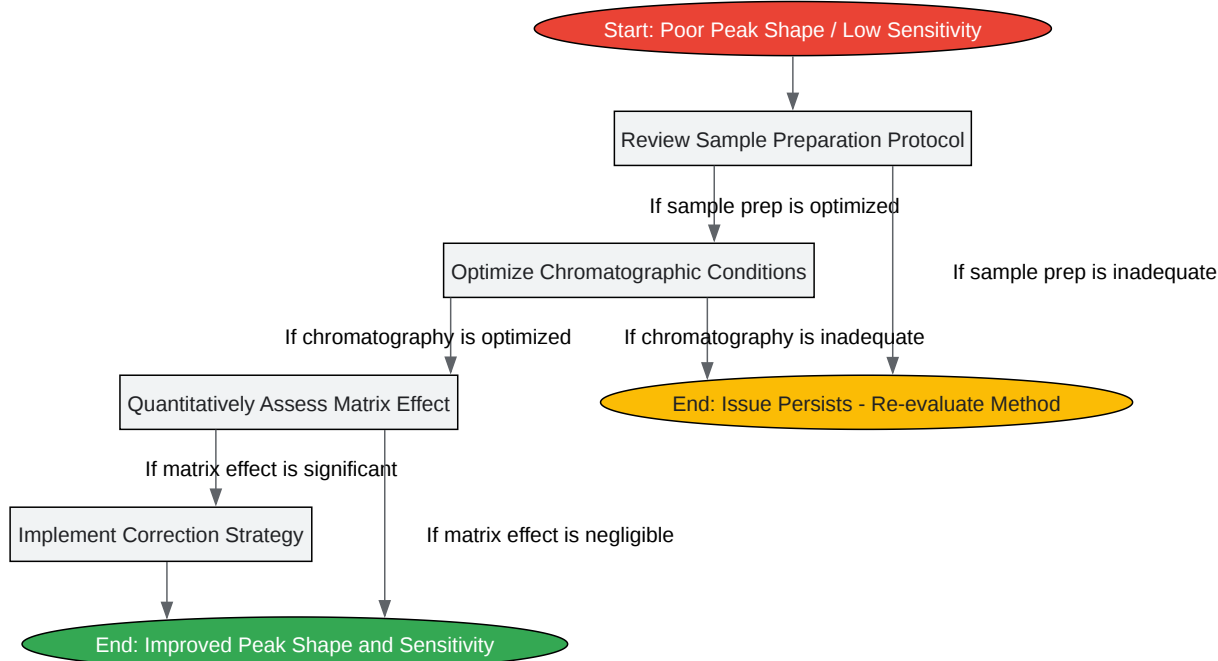 Start: Poor Peak Shape / Low Sensitivity
Review Sample Preparation Protocol
If sample prep is optimized
Optimize Chromatographic Conditions
If sample prep is inadequate
If chromatography is optimized
If chromatography is inadequate
Quantitatively Assess Matrix Effect
End: Issue Persists - Re-evaluate Method
If matrix effect is significant
Implement Correction Strategy
If matrix effect is negligible
End: Improved Peak Shape and Sensitivity